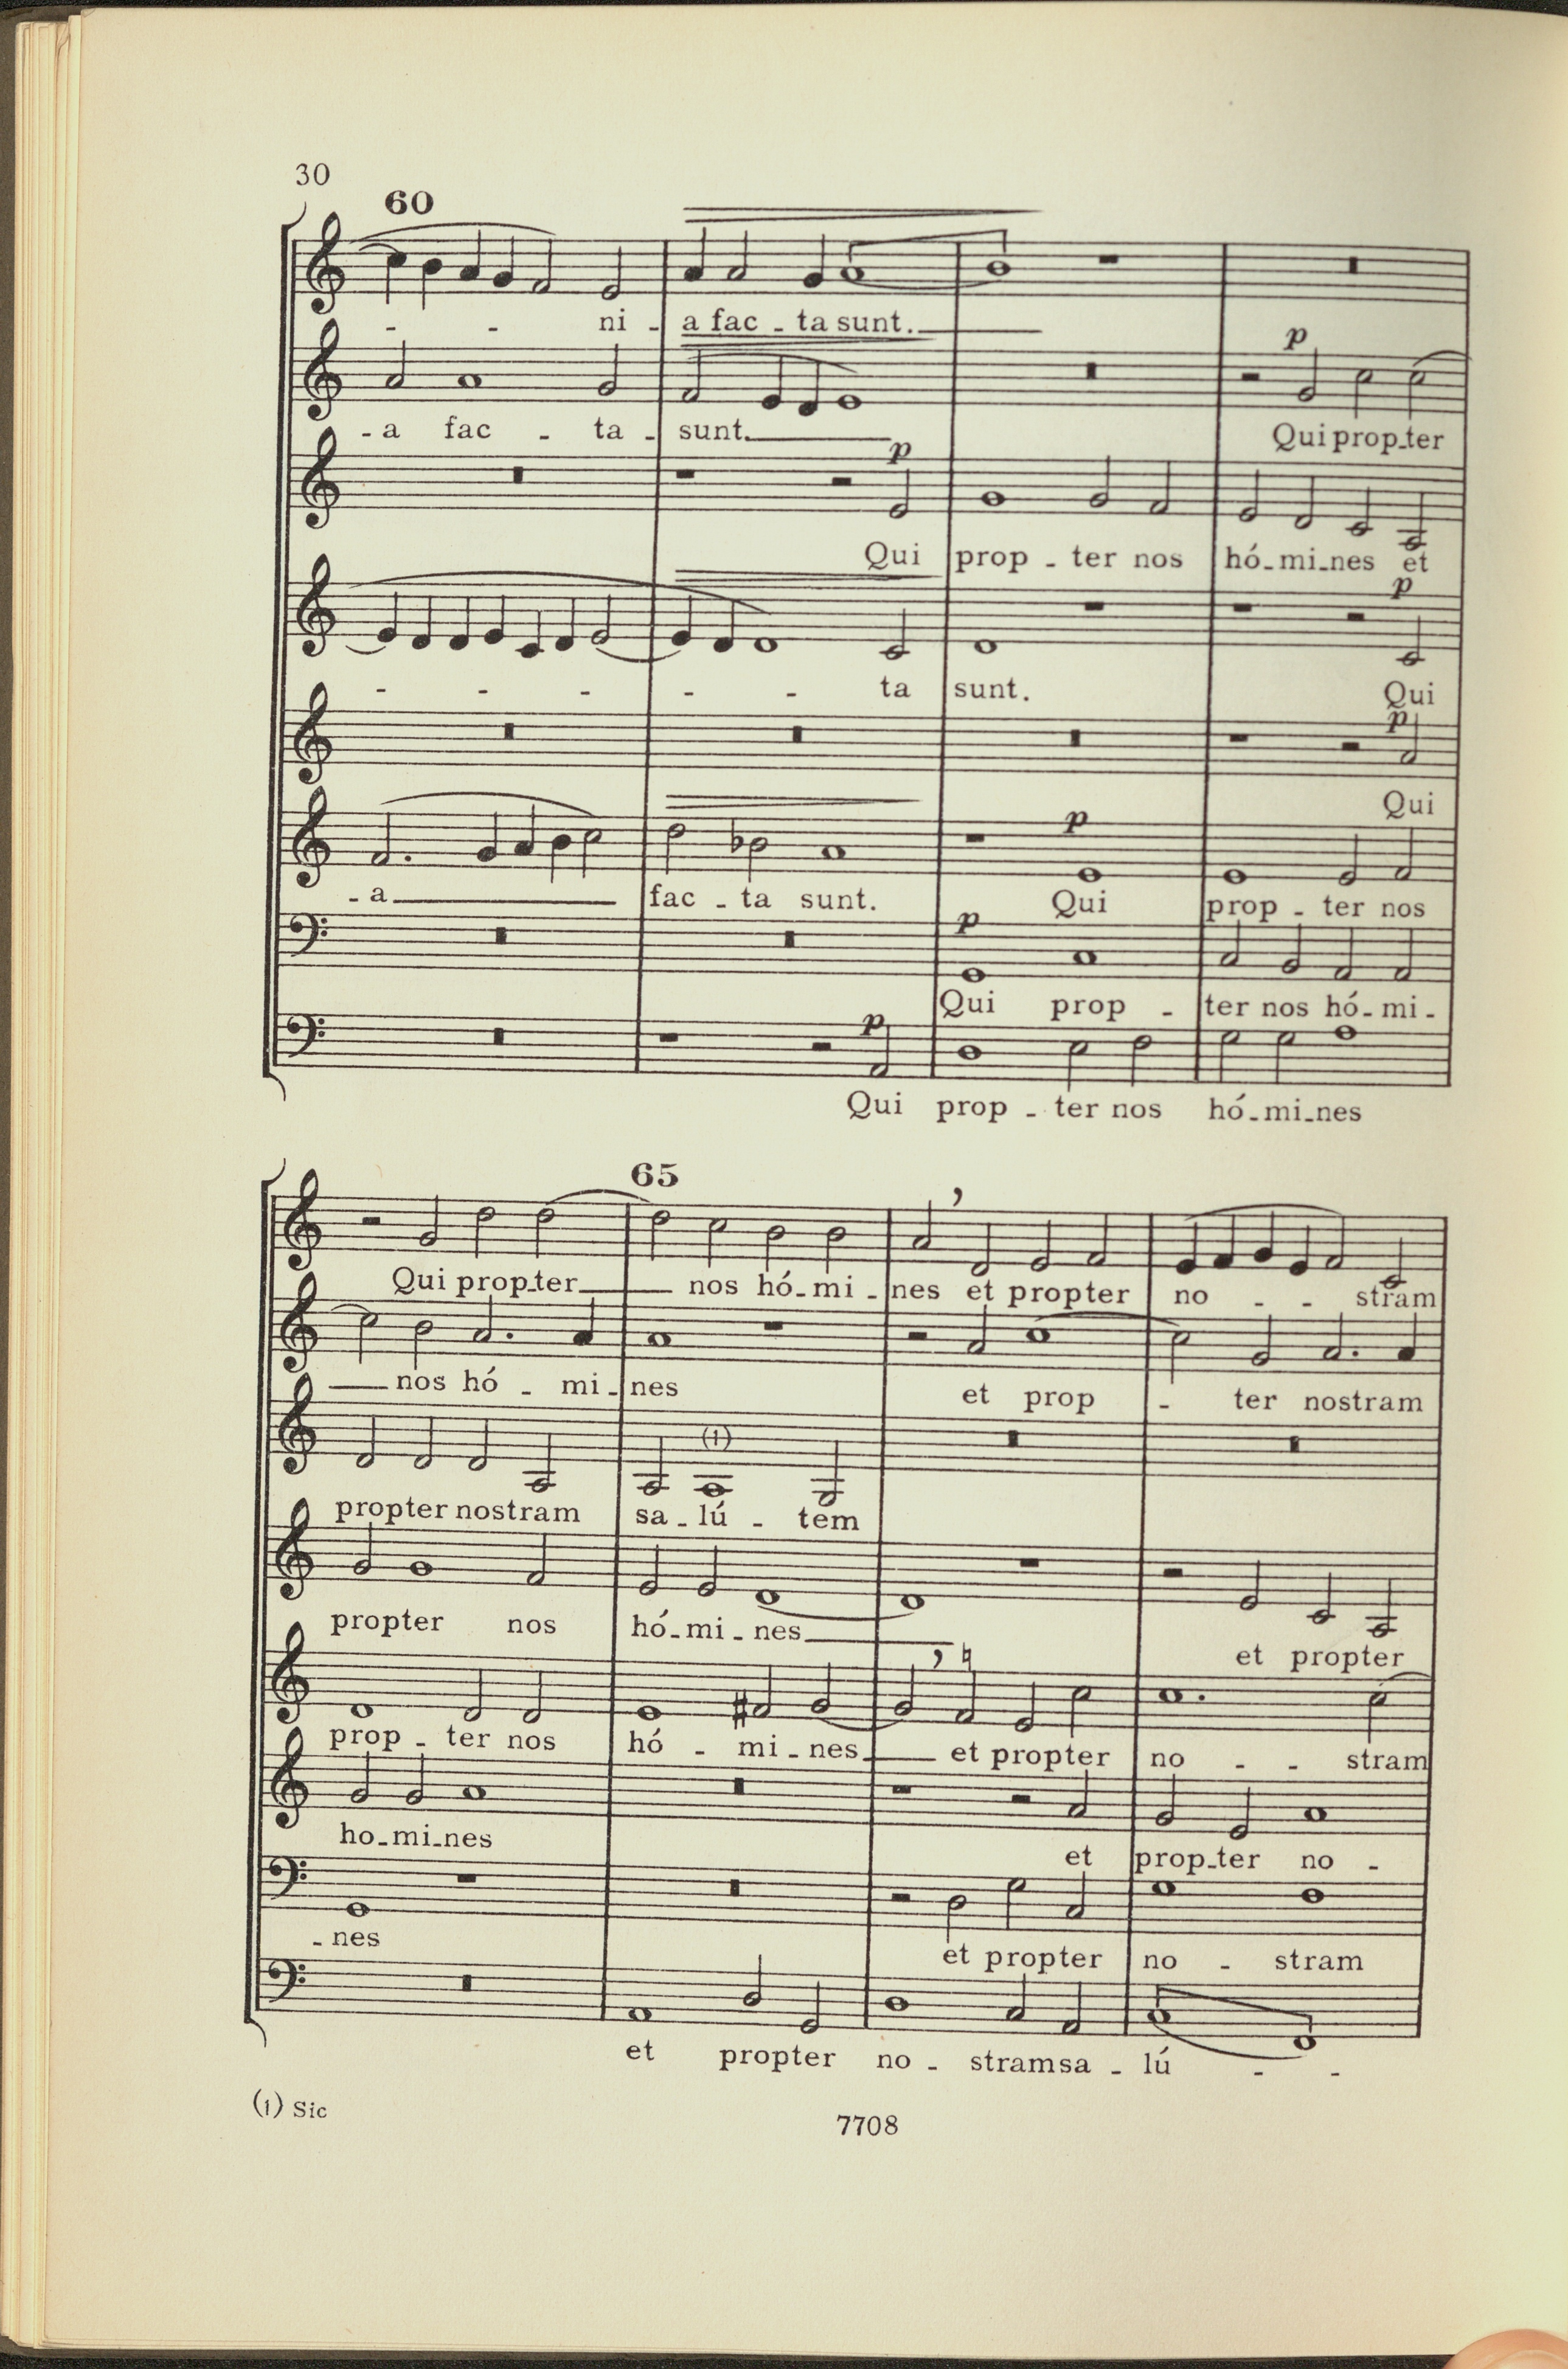 30
60
- - ni - a fac - ta sunt.
p
- a fac - ta - sunt. Qui prop - ter
p
Qui prop - ter nos hó - mi - nes et
p
- - - - - ta sunt. Qui
p
Qui
p
- a fac - ta sunt. Qui prop - ter nos
p
Qui prop - ter nos hó - mi -
p
Qui prop - ter nos hó - mi - nes
65
Qui prop - ter nos hó - mi - nes et propter no - - stram
nos hó - mi - nes et prop - ter nostram
(1)
propter nostram sa - lú - tem
propter nos hó - mi - nes et propter
prop - ter nos hó - mi - nes et propter no - - stram
ho - mi - nes et prop - ter no -
- nes et propter no - stram
et propter no - stram sa - lú - -
(1) Sic
7708